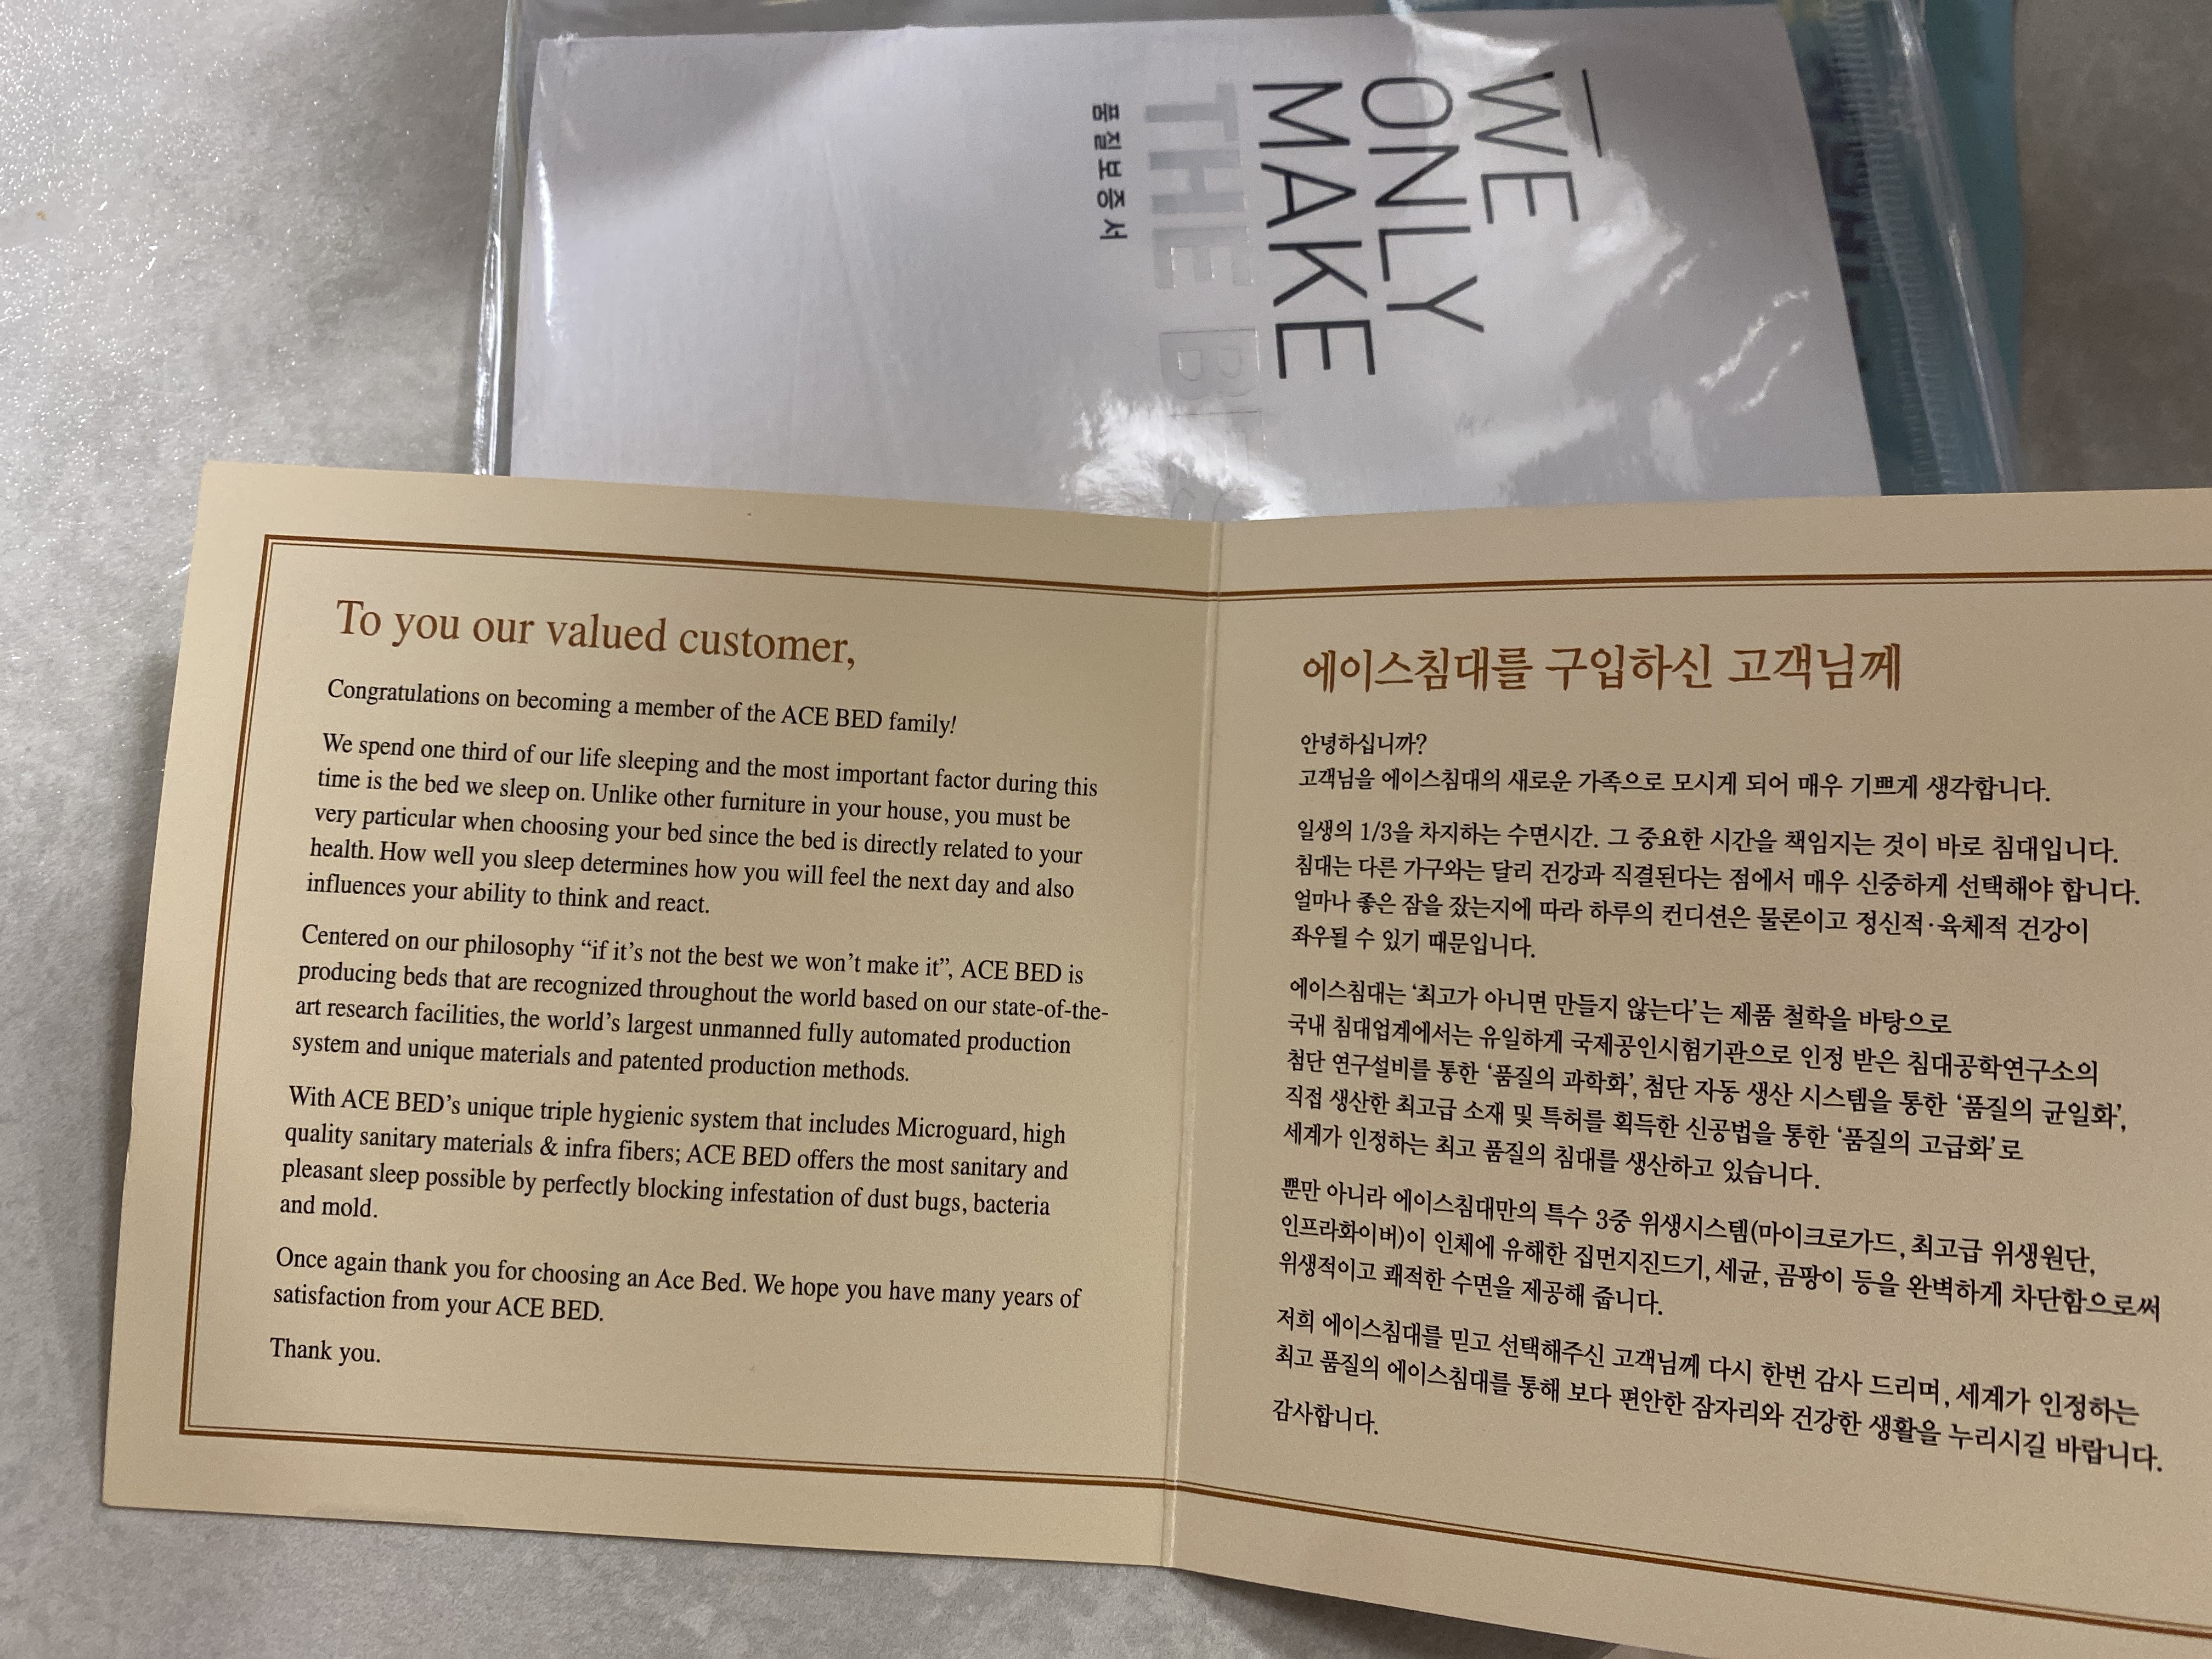 WE
ONLY
MAKE
THE
품질보증서
To you our valued customer,
Congratulations on becoming a member of the ACE BED family!
We spend one third of our life sleeping and the most important factor during this
time is the bed we sleep on. Unlike other furniture in your house, you must be
very particular when choosing your bed since the bed is directly related to your
health. How well you sleep determines how you will feel the next day and also
influences your ability to think and react.
Centered on our philosophy “if it’s not the best we won’t make it”, ACE BED is
producing beds that are recognized throughout the world based on our state-of-the-
art research facilities, the world’s largest unmanned fully automated production
system and unique materials and patented production methods.
With ACE BED’s unique triple hygienic system that includes Microguard, high
quality sanitary materials & infra fibers; ACE BED offers the most sanitary and
pleasant sleep possible by perfectly blocking infestation of dust bugs, bacteria
and mold.
Once again thank you for choosing an Ace Bed. We hope you have many years of
satisfaction from your ACE BED.
Thank you.
에이스침대를 구입하신 고객님께
안녕하십니까?
고객님을 에이스침대의 새로운 가족으로 모시게 되어 매우 기쁘게 생각합니다.
일생의 1/3을 차지하는 수면시간. 그 중요한 시간을 책임지는 것이 바로 침대입니다.
침대는 다른 가구와는 달리 건강과 직결된다는 점에서 매우 신중하게 선택해야 합니다.
얼마나 좋은 잠을 잤는지에 따라 하루의 컨디션은 물론이고 정신적·육체적 건강이
좌우될 수 있기 때문입니다.
에이스침대는 ‘최고가 아니면 만들지 않는다’는 제품 철학을 바탕으로
국내 침대업계에서는 유일하게 국제공인시험기관으로 인정 받은 침대공학연구소의
첨단 연구설비를 통한 ‘품질의 과학화’, 첨단 자동 생산 시스템을 통한 ‘품질의 균일화’,
직접 생산한 최고급 소재 및 특허를 획득한 신공법을 통한 ‘품질의 고급화’로
세계가 인정하는 최고 품질의 침대를 생산하고 있습니다.
뿐만 아니라 에이스침대만의 특수 3중 위생시스템(마이크로가드, 최고급 위생원단,
인프라화이버)이 인체에 유해한 집먼지진드기, 세균, 곰팡이 등을 완벽하게 차단함으로써
위생적이고 쾌적한 수면을 제공해 줍니다.
저희 에이스침대를 믿고 선택해주신 고객님께 다시 한번 감사 드리며, 세계가 인정하는
최고 품질의 에이스침대를 통해 보다 편안한 잠자리와 건강한 생활을 누리시길 바랍니다.
감사합니다.